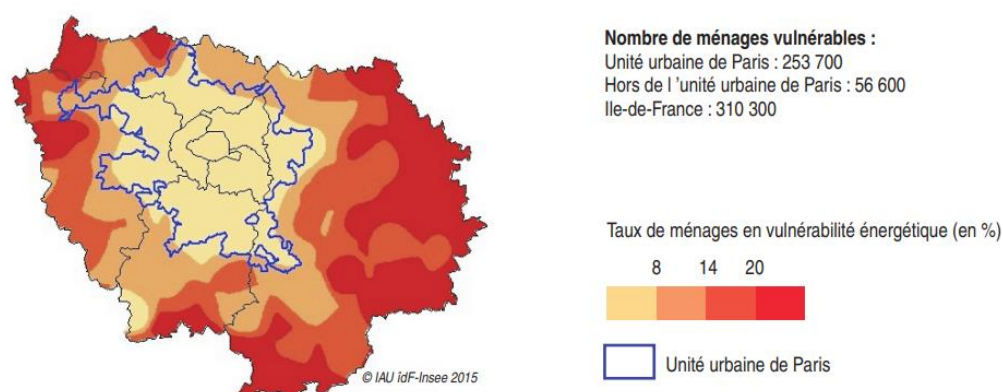 Nombre de ménages vulnérables :
Unité urbaine de Paris : 253 700
Hors de l 'unité urbaine de Paris : 56 600
Ile-de-France : 310 300
Taux de ménages en vulnérabilité énergétique (en %)
8 14 20
Unité urbaine de Paris
© IAU îdF-Insee 2015